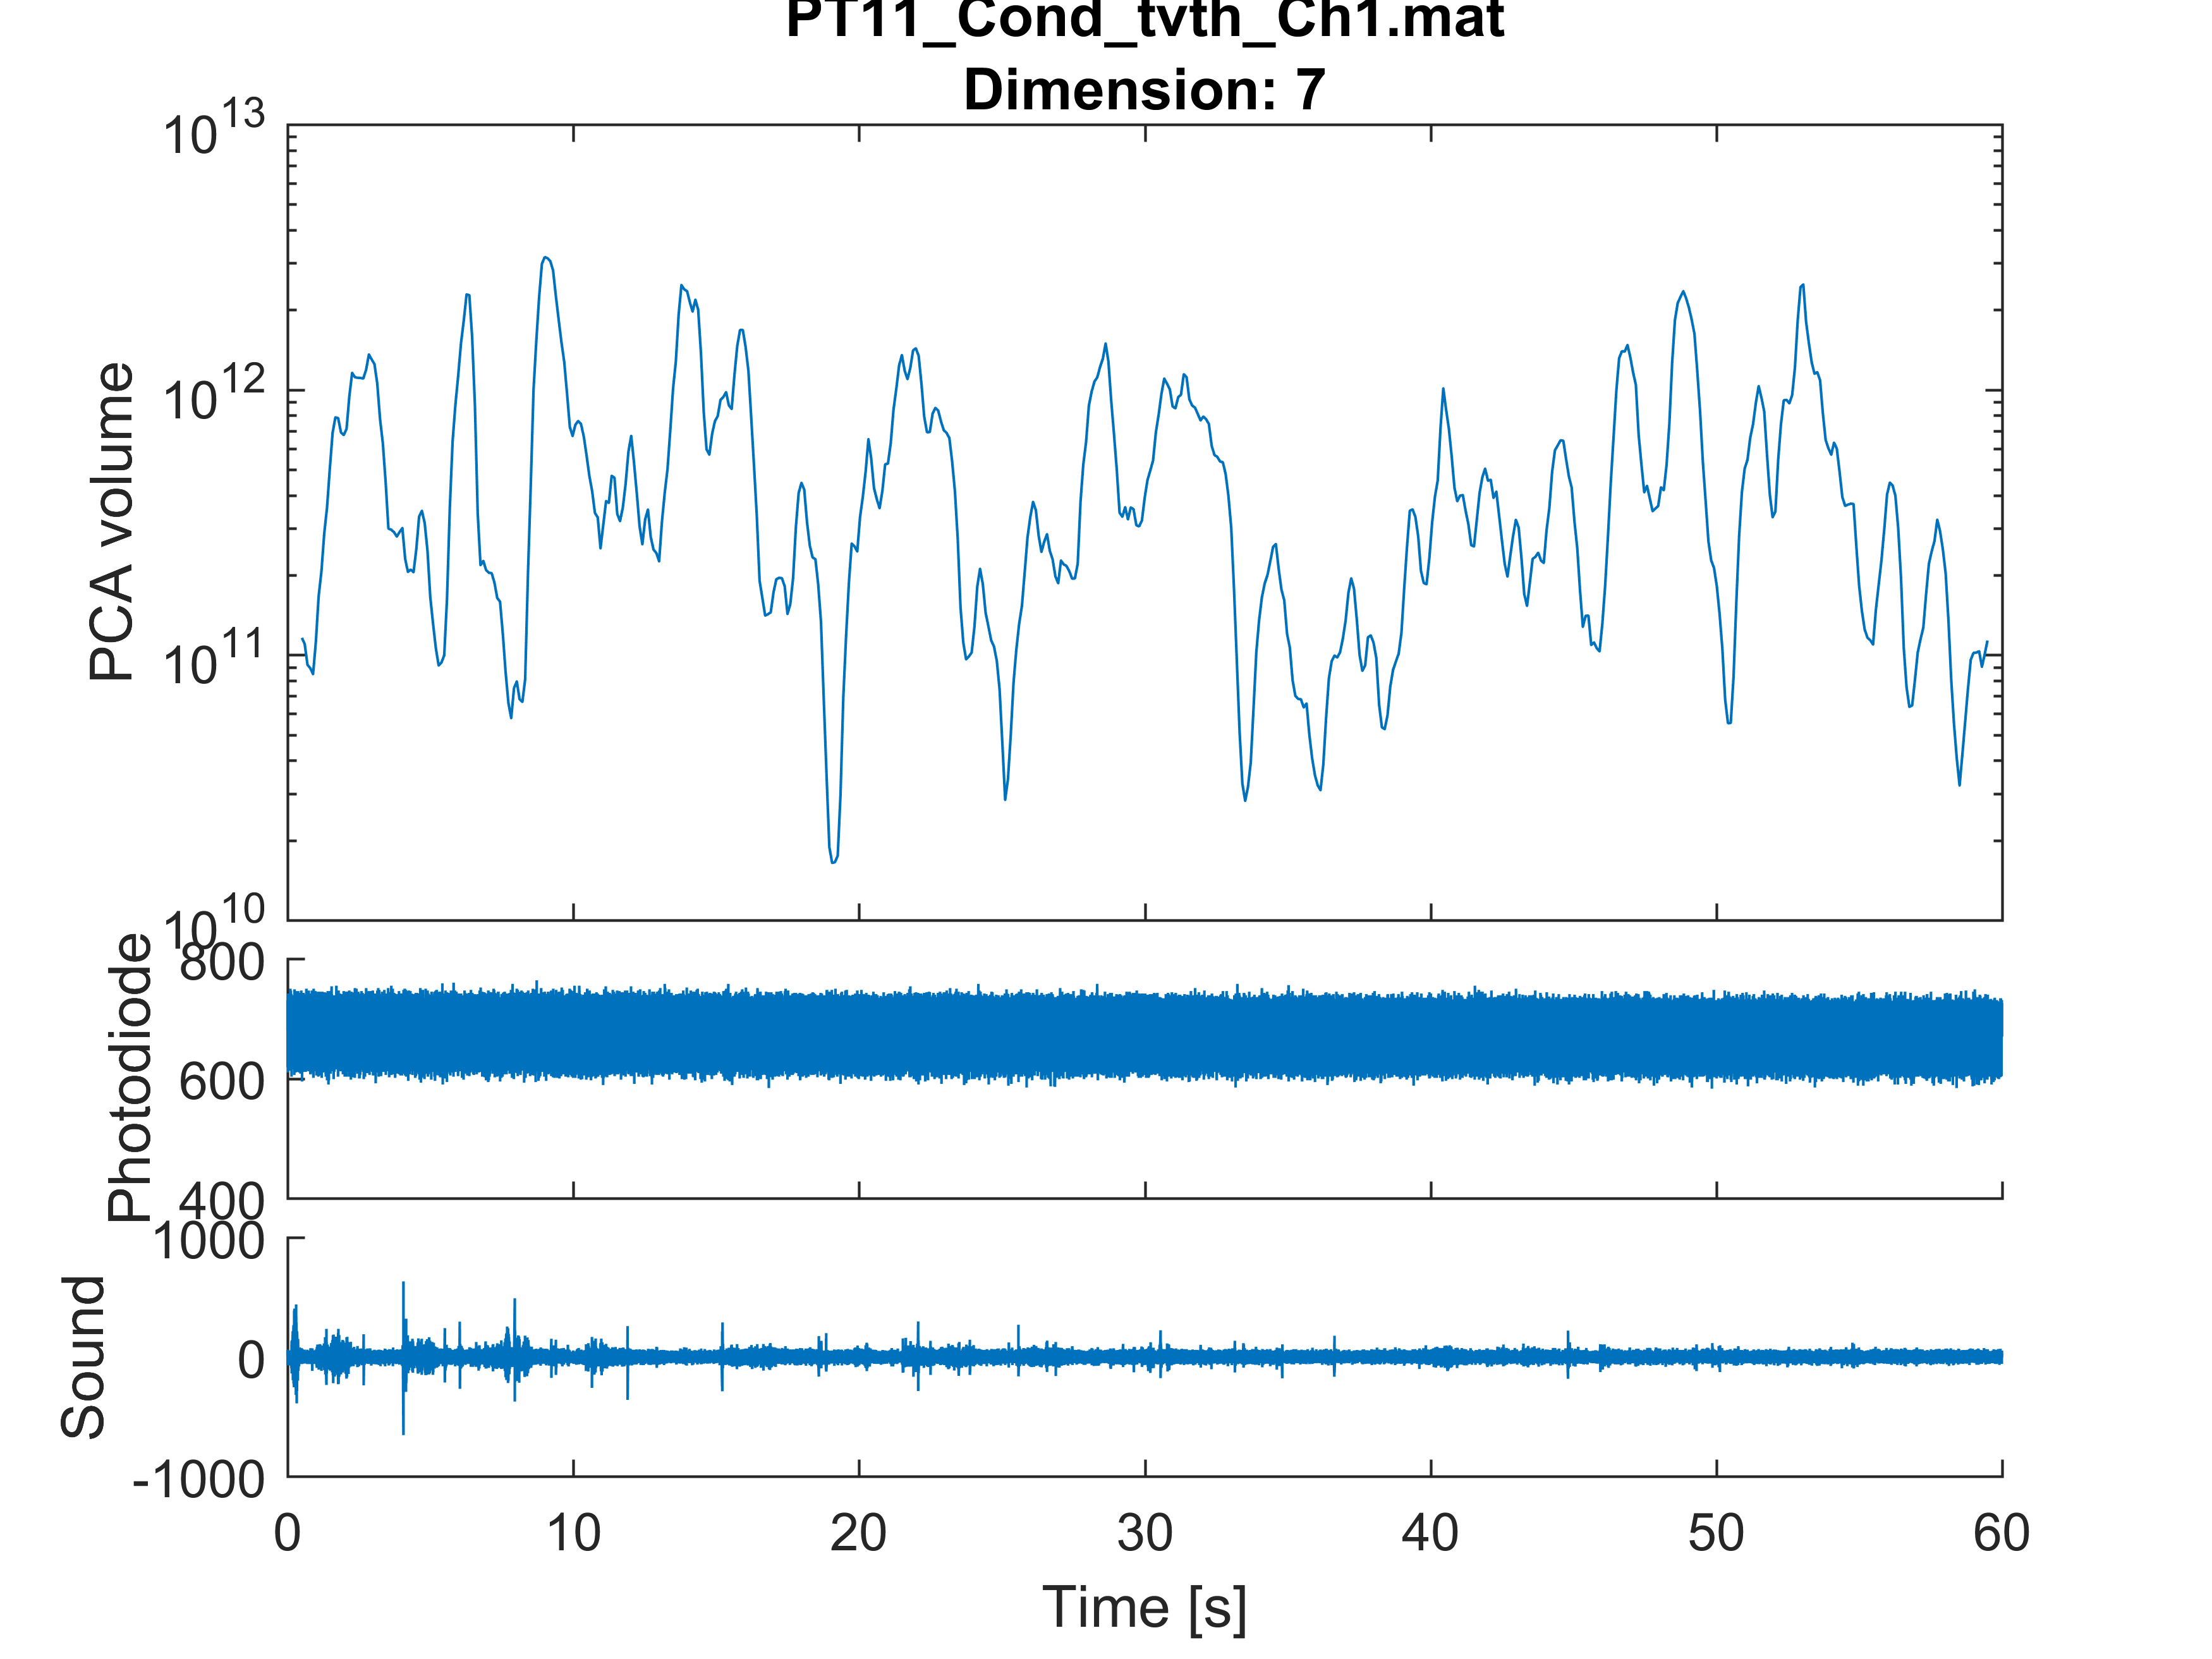 PT11_Cond_tvth_Ch1.mat
Dimension: 7
10^13
10^12
10^11
10^10
PCA volume
800
600
400
Photodiode
1000
0
-1000
Sound
0 10 20 30 40 50 60
Time [s]